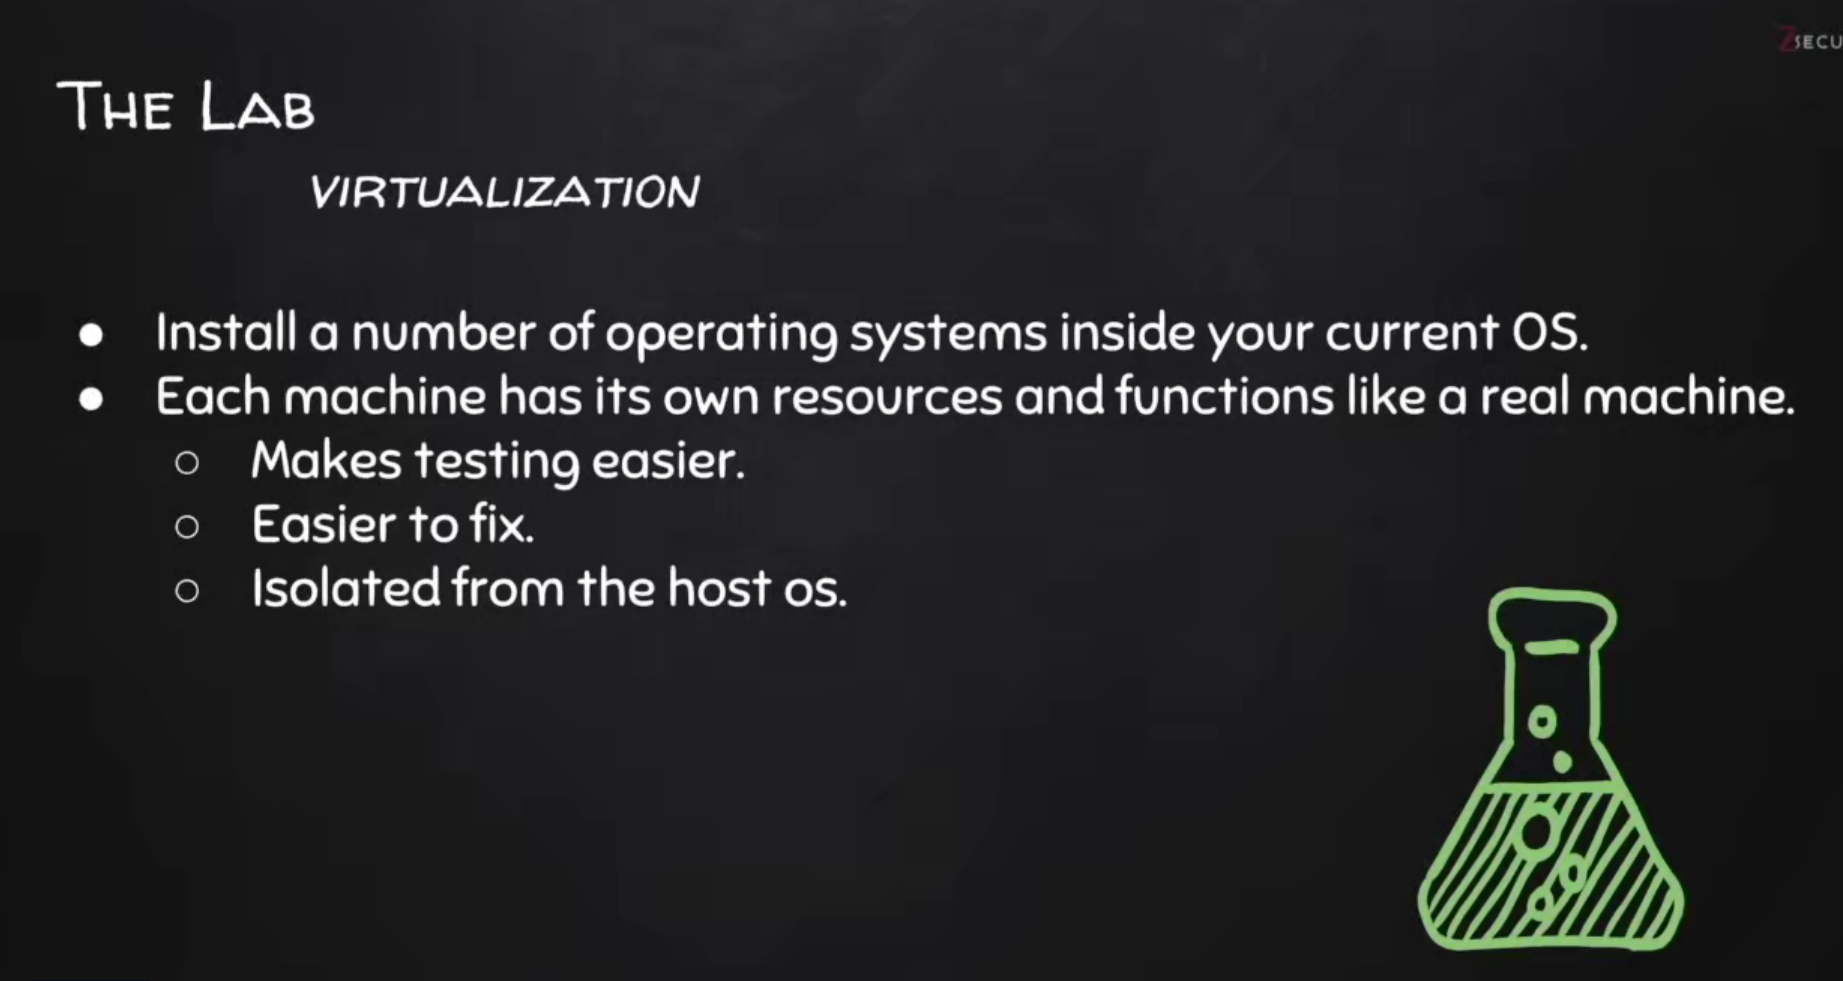 The Lab
VIRTUALIZATION
● Install a number of operating systems inside your current OS.
● Each machine has its own resources and functions like a real machine.
○ Makes testing easier.
○ Easier to fix.
○ Isolated from the host os.
ZSECU